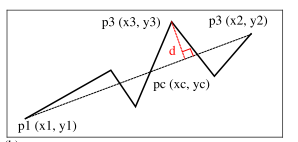 p3 (x3, y3)
p3 (x2, y2)
d
pc (xc, yc)
p1 (x1, y1)